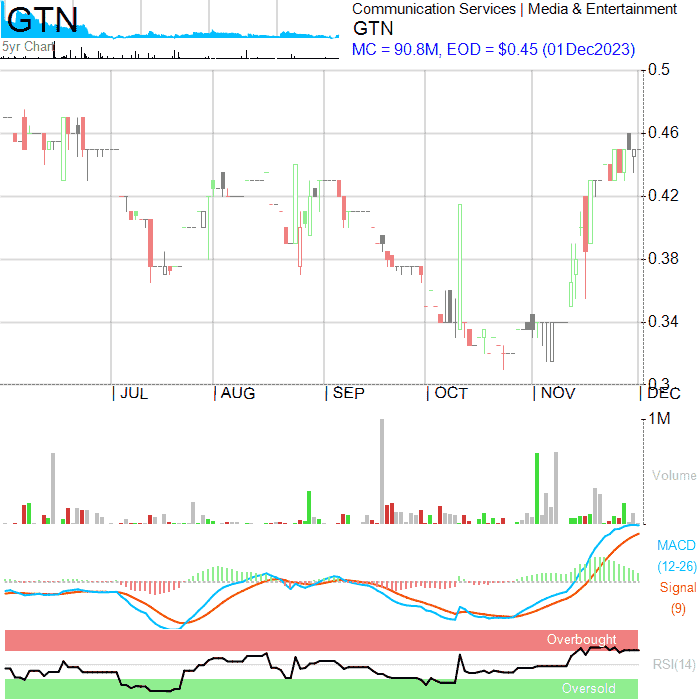 GTN
5yr Chart
Communication Services | Media & Entertainment
GTN
MC = 90.8M, EOD = $0.45 (01Dec2023)
0.5
0.46
0.42
0.38
0.34
0.3
JUL AUG SEP OCT NOV DEC
1M
Volume
MACD
(12-26)
Signal
(9)
Overbought
RSI(14)
Oversold